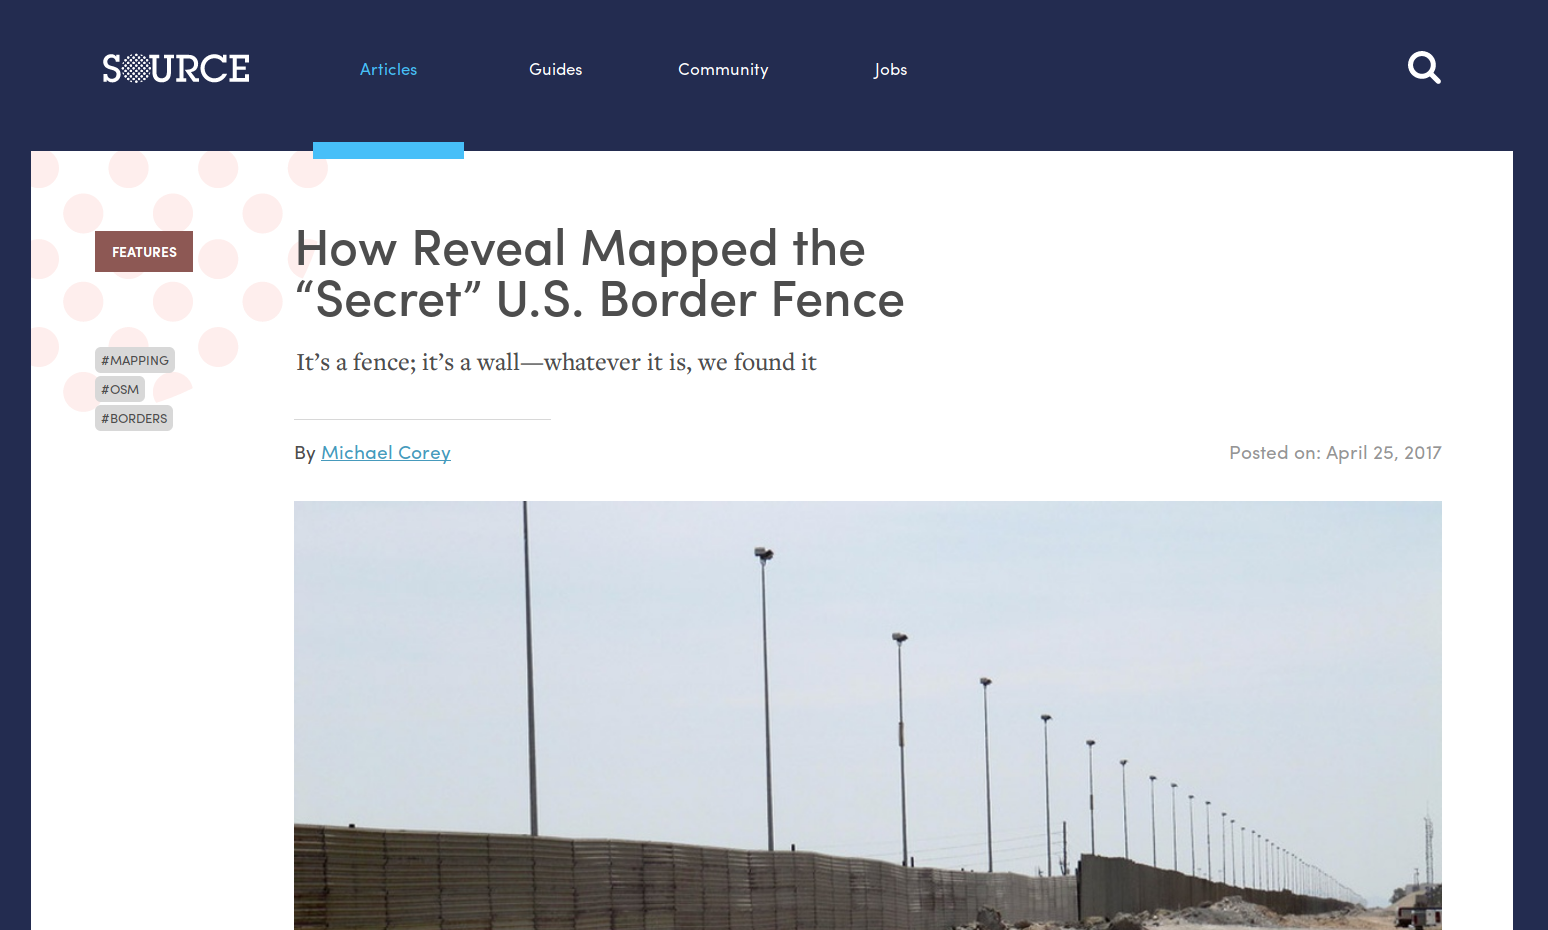 SOURCE
Articles
Guides
Community
Jobs
FEATURES
#MAPPING
#OSM
#BORDERS
How Reveal Mapped the
“Secret” U.S. Border Fence
It’s a fence; it’s a wall—whatever it is, we found it
By Michael Corey
Posted on: April 25, 2017